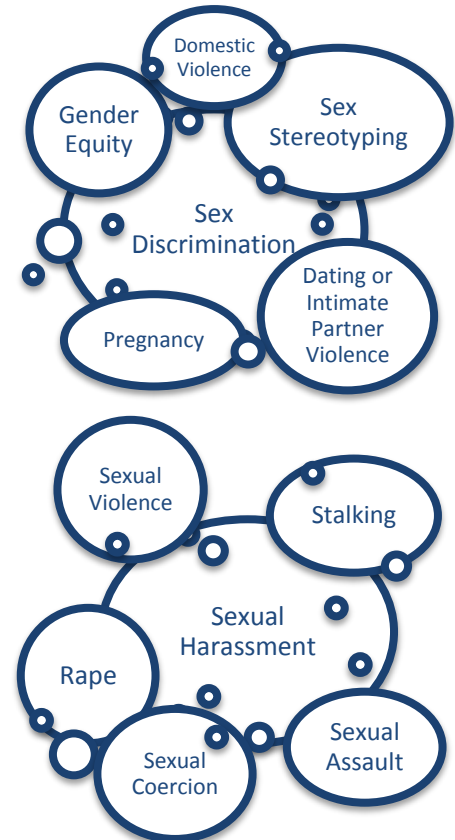 Domestic
Violence
Gender
Equity
Sex
Stereotyping
Sex
Discrimination
Dating or
Intimate
Partner
Violence
Pregnancy
Sexual
Violence
Stalking
Sexual
Harassment
Rape
Sexual
Assault
Sexual
Coercion